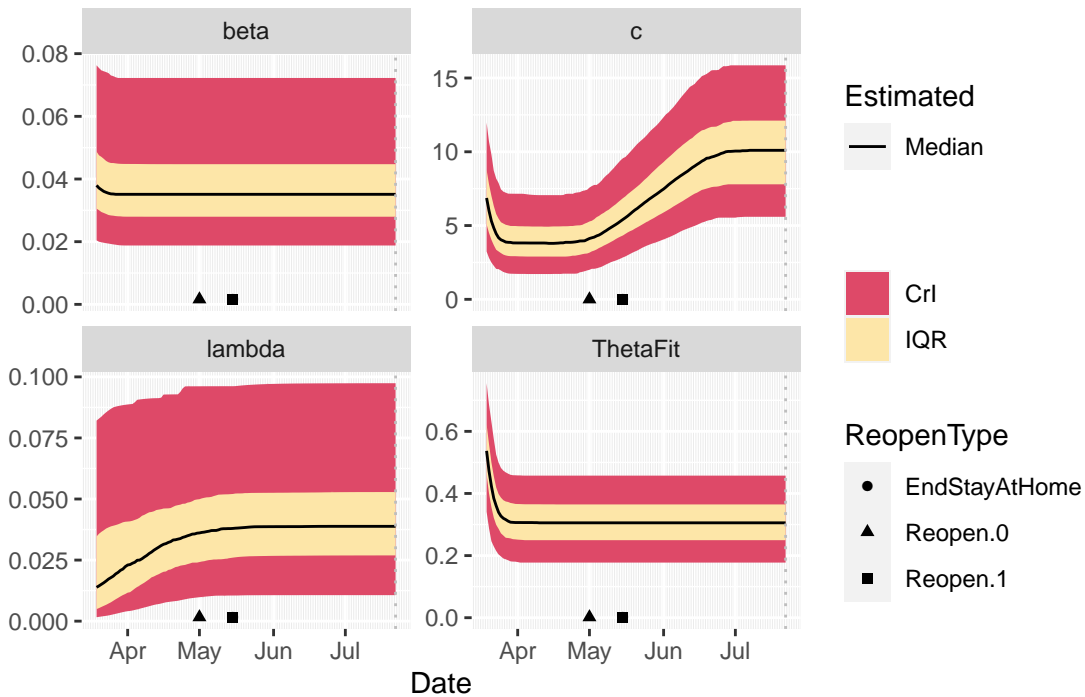 beta
c
0.08
0.06
0.04
0.02
0.00
15
10
5
0
lambda
ThetaFit
0.100
0.075
0.050
0.025
0.000
0.6
0.4
0.2
0.0
Apr May Jun Jul
Apr May Jun Jul
Date
Estimated
Median
CrI
IQR
ReopenType
EndStayAtHome
Reopen.0
Reopen.1